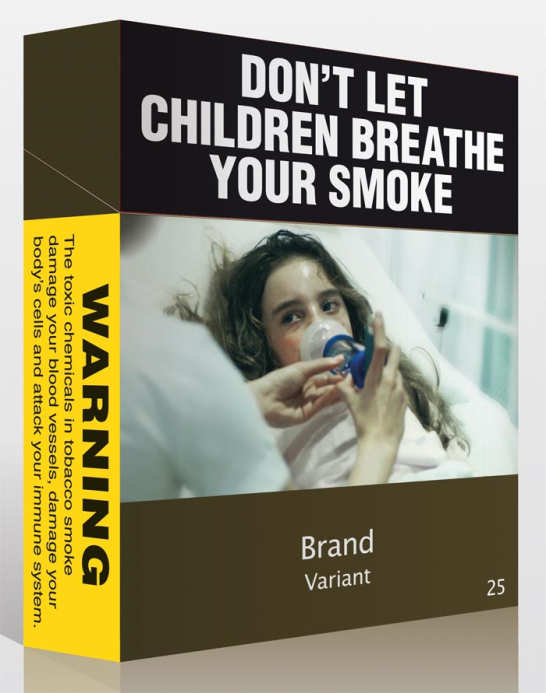 DON'T LET
CHILDREN BREATHE
YOUR SMOKE
WARNING
The toxic chemicals in tobacco smoke
damage your blood vessels, damage your
body's cells and attack your immune system.
Brand
Variant
25